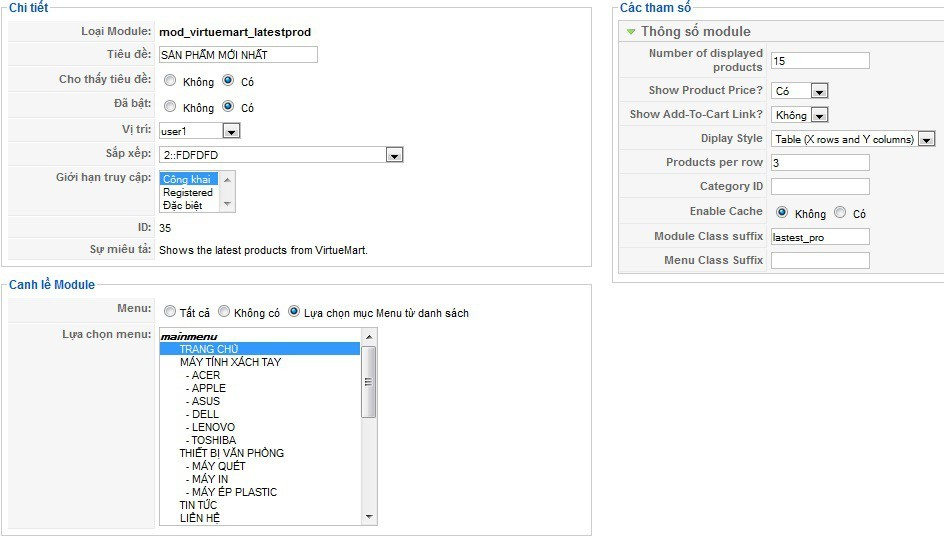 Chi tiết
Loại Module: mod_virtuemart_latestprod
Tiêu đề: SẢN PHẨM MỚI NHẤT
Cho thấy tiêu đề: Không Có
Đã bật: Không Có
Vị trí: user1
Sắp xếp: 2::FDFDFD
Giới hạn truy cập: Công khai
Registered
Đặc biệt
ID: 35
Sự miêu tả: Shows the latest products from VirtueMart.
Canh lề Module
Menu: Tất cả Không có Lựa chọn mục Menu từ danh sách
Lựa chọn menu: mainmenu
TRANG CHỦ
MÁY TÍNH XÁCH TAY
- ACER
- APPLE
- ASUS
- DELL
- LENOVO
- TOSHIBA
THIẾT BỊ VĂN PHÒNG
- MÁY QUÉT
- MÁY IN
- MÁY ÉP PLASTIC
TIN TỨC
LIÊN HỆ
Các tham số
Thông số module
Number of displayed
products 15
Show Product Price? Có
Show Add-To-Cart Link? Không
Diplay Style Table (X rows and Y columns)
Products per row 3
Category ID
Enable Cache Không Có
Module Class suffix lastest_pro
Menu Class Suffix